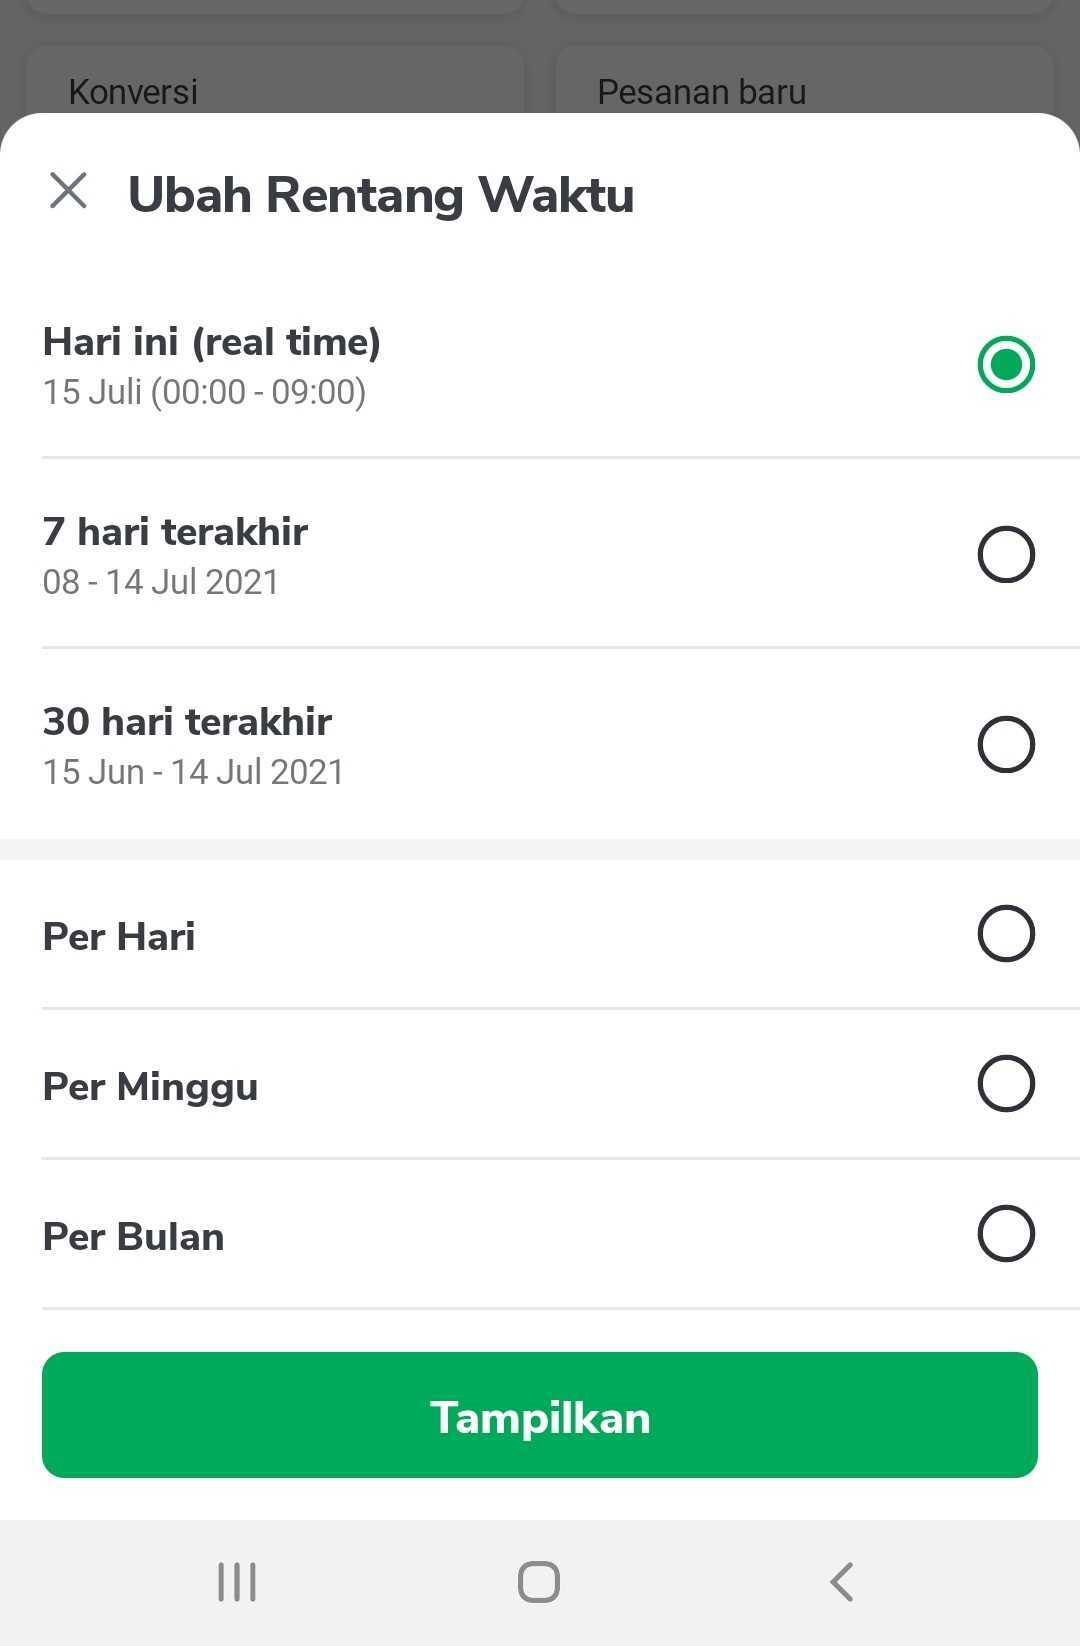 Konversi
Pesanan baru
Ubah Rentang Waktu
Hari ini (real time)
15 Juli (00:00 - 09:00)
7 hari terakhir
08 - 14 Jul 2021
30 hari terakhir
15 Jun - 14 Jul 2021
Per Hari
Per Minggu
Per Bulan
Tampilkan